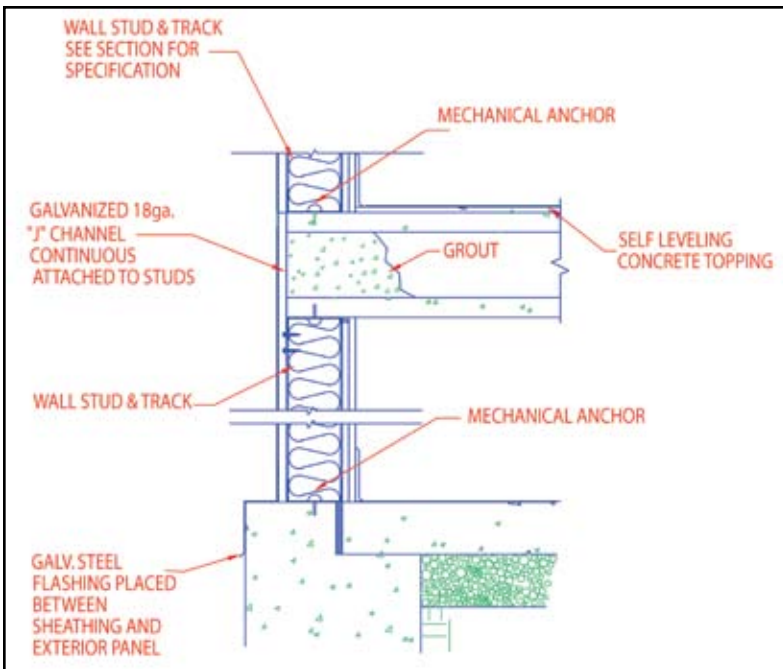 WALL STUD & TRACK
SEE SECTION FOR
SPECIFICATION
MECHANICAL ANCHOR
GALVANIZED 18ga.
"J" CHANNEL
CONTINUOUS
ATTACHED TO STUDS
GROUT
SELF LEVELING
CONCRETE TOPPING
WALL STUD & TRACK
MECHANICAL ANCHOR
GALV. STEEL
FLASHING PLACED
BETWEEN
SHEATHING AND
EXTERIOR PANEL